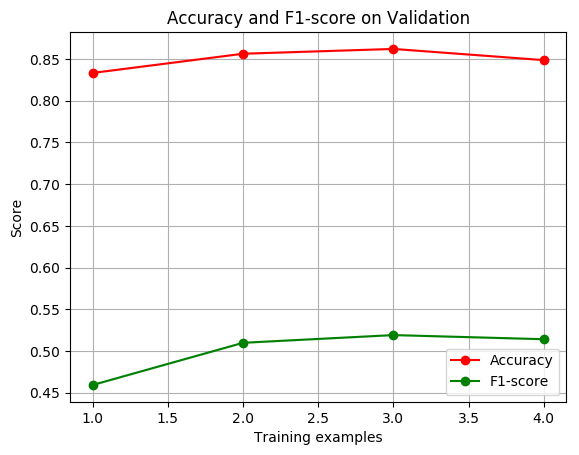 Accuracy and F1-score on Validation
Score
0.85
0.80
0.75
0.70
0.65
0.60
0.55
0.50
0.45
Accuracy
F1-score
1.0 1.5 2.0 2.5 3.0 3.5 4.0
Training examples